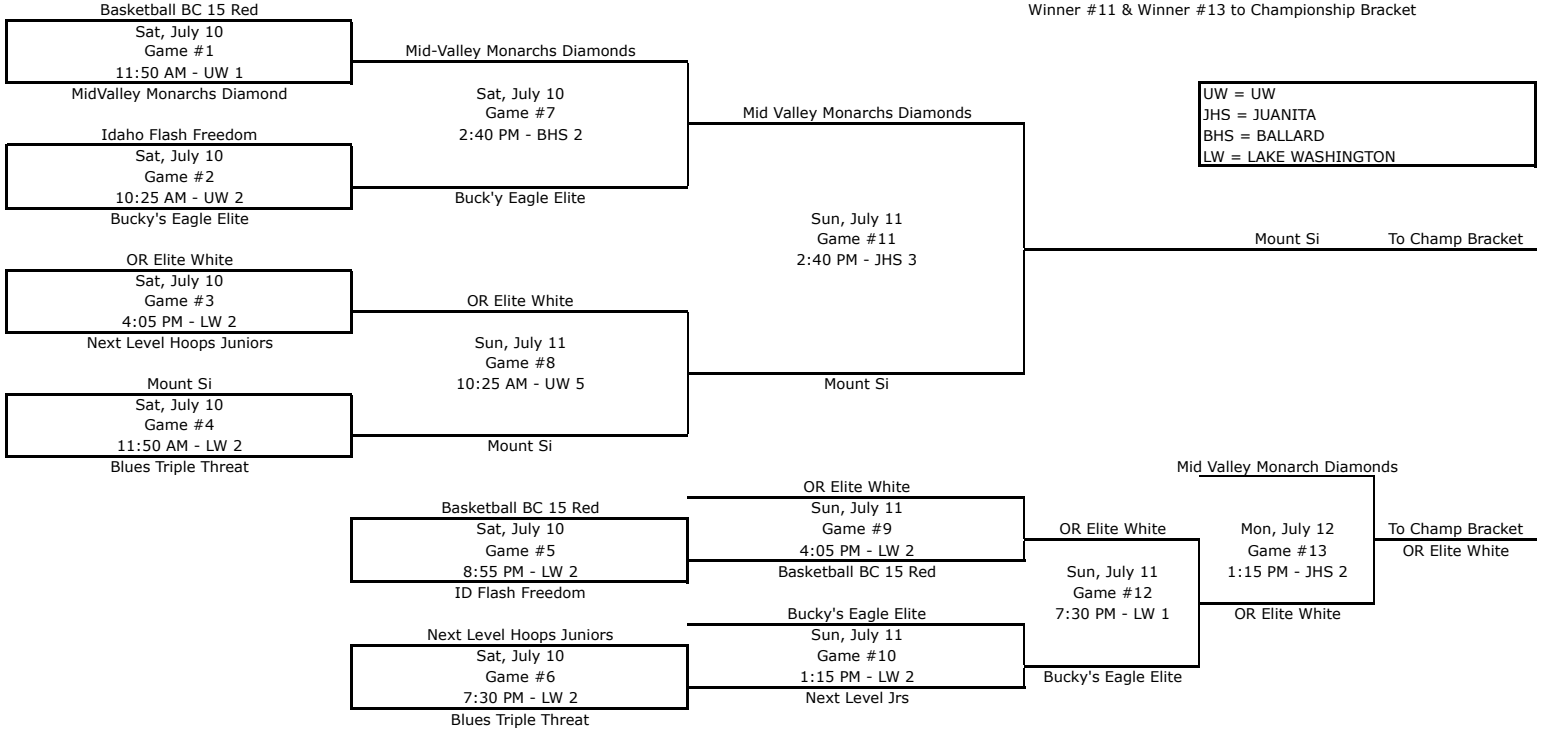 Basketball BC 15 Red
Winner #11 & Winner #13 to Championship Bracket
Sat, July 10
Game #1
11:50 AM - UW 1
MidValley Monarchs Diamond
Mid-Valley Monarchs Diamonds
Sat, July 10
Game #7
2:40 PM - BHS 2
Mid Valley Monarchs Diamonds
UW = UW
JHS = JUANITA
BHS = BALLARD
LW = LAKE WASHINGTON
Idaho Flash Freedom
Sat, July 10
Game #2
10:25 AM - UW 2
Bucky's Eagle Elite
Buck'y Eagle Elite
Sun, July 11
Game #11
2:40 PM - JHS 3
Mount Si To Champ Bracket
OR Elite White
Sat, July 10
Game #3
4:05 PM - LW 2
Next Level Hoops Juniors
OR Elite White
Sun, July 11
Game #8
10:25 AM - UW 5
Mount Si
Mount Si
Sat, July 10
Game #4
11:50 AM - LW 2
Blues Triple Threat
Mount Si
Mid Valley Monarch Diamonds
OR Elite White
Basketball BC 15 Red
Sat, July 10
Game #5
8:55 PM - LW 2
ID Flash Freedom
Sun, July 11
Game #9
4:05 PM - LW 2
Basketball BC 15 Red
OR Elite White
Mon, July 12
Game #13
1:15 PM - JHS 2
To Champ Bracket
OR Elite White
Sun, July 11
Game #12
7:30 PM - LW 1
OR Elite White
Bucky's Eagle Elite
Next Level Hoops Juniors
Sat, July 10
Game #6
7:30 PM - LW 2
Blues Triple Threat
Sun, July 11
Game #10
1:15 PM - LW 2
Next Level Jrs
Bucky's Eagle Elite